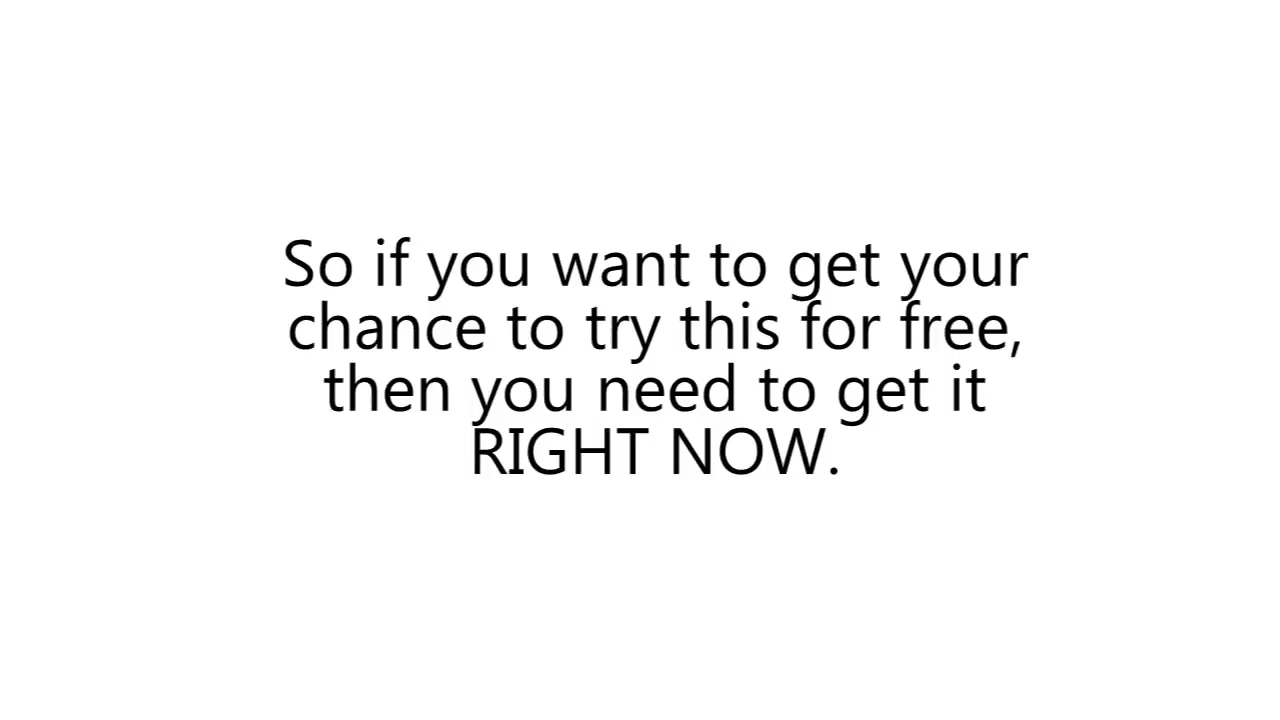 So if you want to get your
chance to try this for free,
then you need to get it
RIGHT NOW.